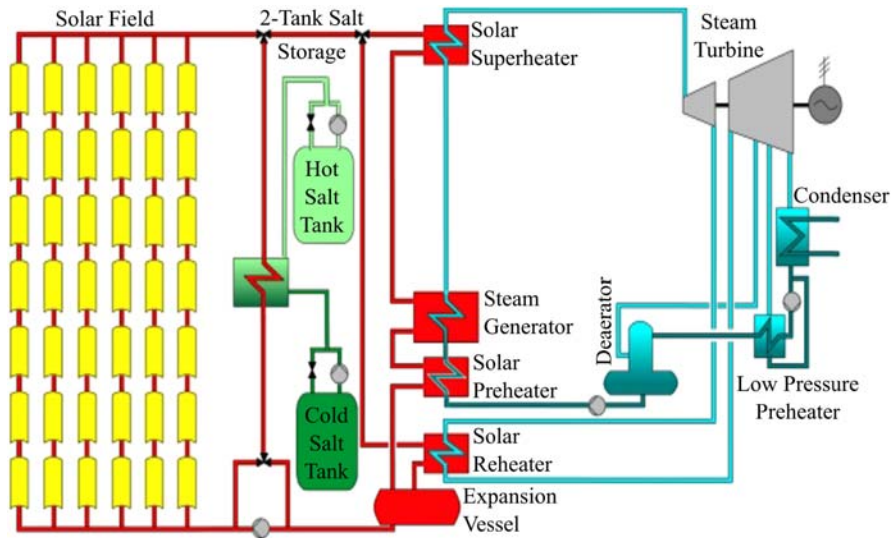 Solar Field
2-Tank Salt
Storage
Solar
Superheater
Steam
Turbine
Hot
Salt
Tank
Condenser
Steam
Generator
Deaerator
Solar
Preheater
Low Pressure
Preheater
Cold
Salt
Tank
Solar
Reheater
Expansion
Vessel